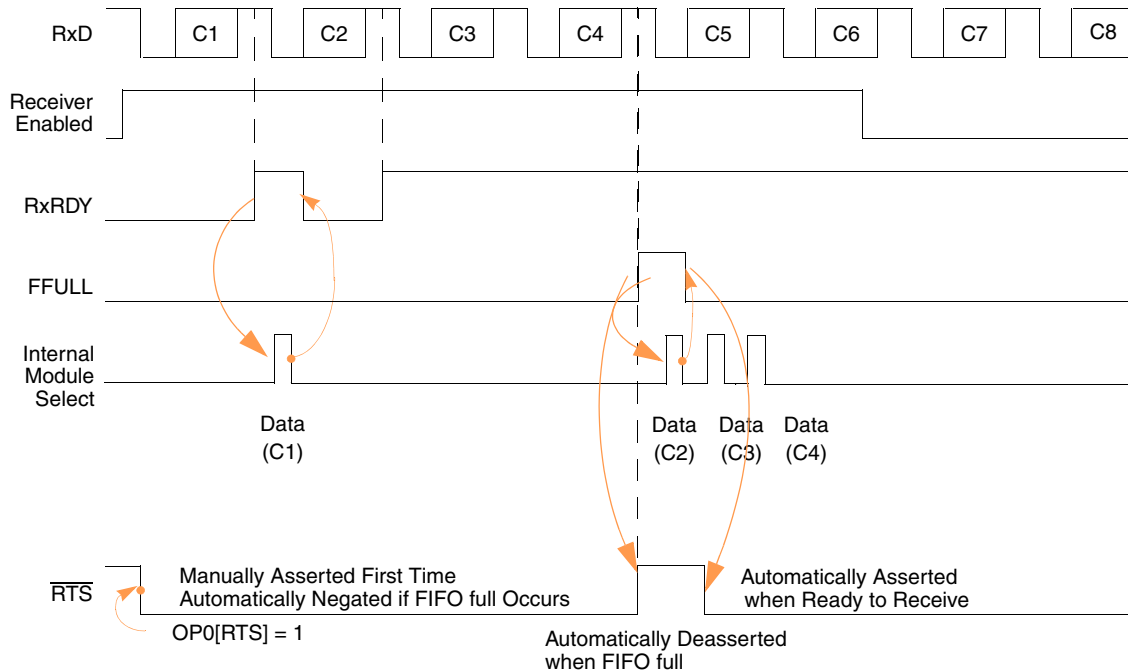 RxD
C1
C2
C3
C4
C5
C6
C7
C8
Receiver
Enabled
RxRDY
FFULL
Internal
Module
Select
Data
(C1)
Data
(C2)
Data
(C3)
Data
(C4)
RTS
Manually Asserted First Time
Automatically Negated if FIFO full Occurs
OP0[RTS] = 1
Automatically Asserted
when Ready to Receive
Automatically Deasserted
when FIFO full